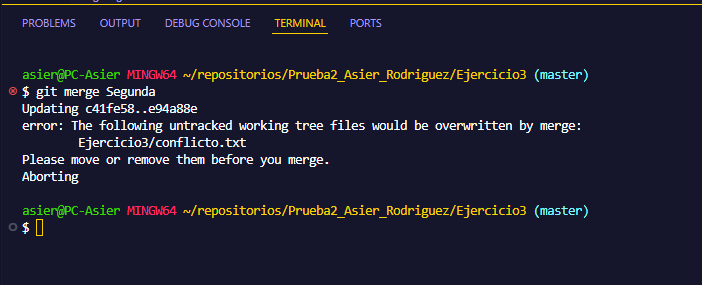 PROBLEMS OUTPUT DEBUG CONSOLE TERMINAL PORTS
asier@PC-Asier MINGW64 ~/repositorios/Prueba2_Asier_Rodriguez/Ejercicio3 (master)
$ git merge Segunda
Updating c41fe58..e94a88e
error: The following untracked working tree files would be overwritten by merge:
        Ejercicio3/conflicto.txt
Please move or remove them before you merge.
Aborting
asier@PC-Asier MINGW64 ~/repositorios/Prueba2_Asier_Rodriguez/Ejercicio3 (master)
$